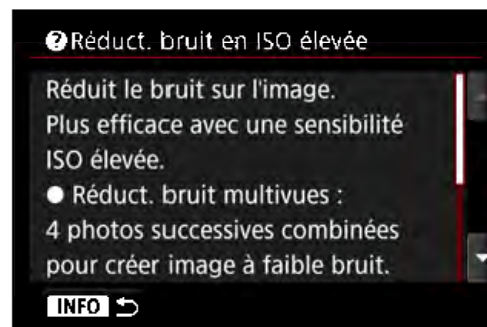 ?Réduct. bruit en ISO élevée
Réduit le bruit sur l'image.
Plus efficace avec une sensibilité
ISO élevée.
● Réduct. bruit multivues :
4 photos successives combinées
pour créer image à faible bruit.
INFO